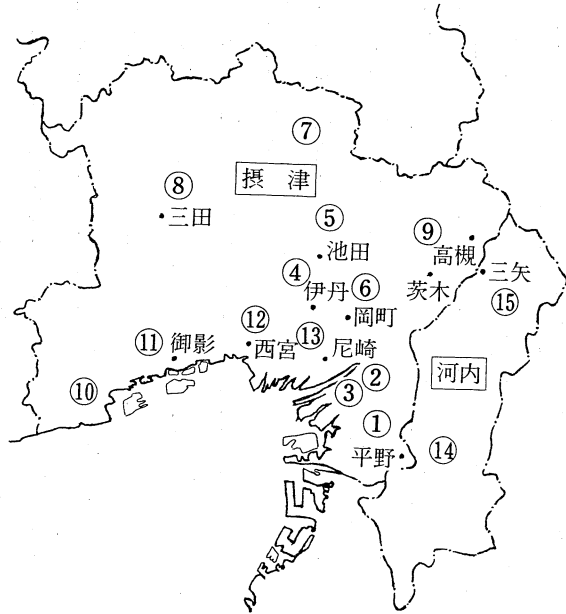 ⑦
摂 津
⑧
三田
⑤
池田
⑨
高槻
三矢
④
⑥
伊丹
茨木
⑮
岡町
⑫
⑪
御影
西宮
⑬
尼崎
⑩
③
②
河内
①
平野
⑭